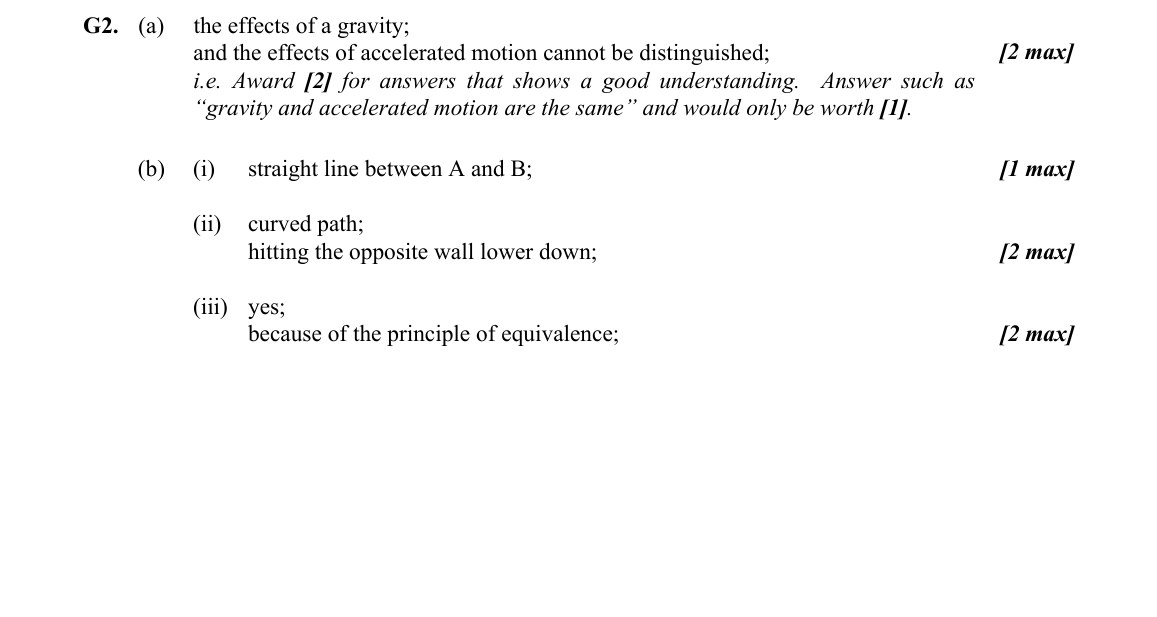 G2. (a) the effects of a gravity;
and the effects of accelerated motion cannot be distinguished; [2 max]
i.e. Award [2] for answers that shows a good understanding. Answer such as
“gravity and accelerated motion are the same” and would only be worth [1].
(b) (i) straight line between A and B; [1 max]
(ii) curved path;
hitting the opposite wall lower down; [2 max]
(iii) yes;
because of the principle of equivalence; [2 max]